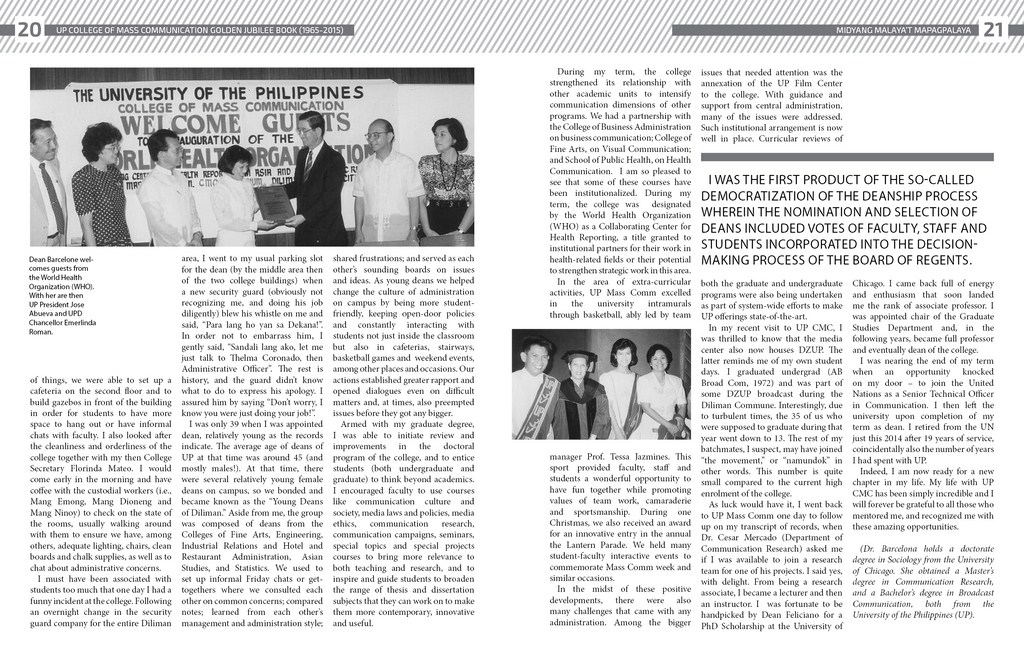 20
UP COLLEGE OF MASS COMMUNICATION GOLDEN JUBILEE BOOK (1965-2015)
THE UNIVERSITY OF THE PHILIPPINES
COLLEGE OF MASS COMMUNICATION
WELCOME GUESTS
Dean Barcelone wel-
comes guests from
the World Health
Organization (WHO).
With her are then
UP President Jose
Abueva and UPD
Chancellor Emerlinda
Roman.
of things, we were able to set up a
cafeteria on the second floor and to
build gazebos in front of the building
in order for students to have more
space to hang out or have informal
chats with faculty. I also looked after
the cleanliness and orderliness of the
college together with my then College
Secretary Florinda Mateo. I would
come early in the morning and have
coffee with the custodial workers (i.e.,
Mang Emong, Mang Dioneng and
Mang Ninoy) to check on the state of
the rooms, usually walking around
with them to ensure we have, among
others, adequate lighting, chairs, clean
boards and chalk supplies, as well as to
chat about administrative concerns.
I must have been associated with
students too much that one day I had a
funny incident at the college. Following
an overnight change in the security
guard company for the entire Diliman
area, I went to my usual parking slot
for the dean (by the middle area then
of the two college buildings) when
a new security guard (obviously not
recognizing me, and doing his job
diligently) blew his whistle on me and
said, “Para lang ho yan sa Dekana!”.
In order not to embarrass him, I
gently said, “Sandali lang ako, let me
just talk to Thelma Coronado, then
Administrative Officer”. The rest is
history, and the guard didn’t know
what to do to express his apology. I
assured him by saying “Don’t worry, I
know you were just doing your job!”.
I was only 39 when I was appointed
dean, relatively young as the records
indicate. The average age of deans of
UP at that time was around 45 (and
mostly males!). At that time, there
were several relatively young female
deans on campus, so we bonded and
became known as the “Young Deans
of Diliman.” Aside from me, the group
was composed of deans from the
Colleges of Fine Arts, Engineering,
Industrial Relations and Hotel and
Restaurant Administration, Asian
Studies, and Statistics. We used to
set up informal Friday chats or get-
togethers where we consulted each
other on common concerns; compared
notes; learned from each other’s
management and administration style;
shared frustrations; and served as each
other’s sounding boards on issues
and ideas. As young deans we helped
change the culture of administration
on campus by being more student-
friendly, keeping open-door policies
and constantly interacting with
students not just inside the classroom
but also in cafeterias, stairways,
basketball games and weekend events,
among other places and occasions. Our
actions established greater rapport and
opened dialogues even on difficult
matters and, at times, also preempted
issues before they got any bigger.
Armed with my graduate degree,
I was able to initiate review and
improvements in the doctoral
program of the college, and to entice
students (both undergraduate and
graduate) to think beyond academics.
I encouraged faculty to use courses
like communication culture and
society, media laws and policies, media
ethics, communication research,
communication campaigns, seminars,
special topics and special projects
courses to bring more relevance to
both teaching and research, and to
inspire and guide students to broaden
the range of thesis and dissertation
subjects that they can work on to make
them more contemporary, innovative
and useful.
MIDYANG MALAYA'T MAPAGPALAYA
21
During my term, the college
strengthened its relationship with
other academic units to intensify
communication dimensions of other
programs. We had a partnership with
the College of Business Administration
on business communication; College of
Fine Arts, on Visual Communication;
and School of Public Health, on Health
Communication. I am so pleased to
see that some of these courses have
been institutionalized. During my
term, the college was designated
by the World Health Organization
(WHO) as a Collaborating Center for
Health Reporting, a title granted to
institutional partners for their work in
health-related fields or their potential
to strengthen strategic work in this area.
In the area of extra-curricular
activities, UP Mass Comm excelled
in the university intramurals
through basketball, ably led by team
manager Prof. Tessa Jazmines. This
sport provided faculty, staff and
students a wonderful opportunity to
have fun together while promoting
values of team work, camaraderie
and sportsmanship. During one
Christmas, we also received an award
for an innovative entry in the annual
the Lantern Parade. We held many
student-faculty interactive events to
commemorate Mass Comm week and
similar occasions.
In the midst of these positive
developments, there were also
many challenges that came with any
administration. Among the bigger
issues that needed attention was the
annexation of the UP Film Center
to the college. With guidance and
support from central administration,
many of the issues were addressed.
Such institutional arrangement is now
well in place. Curricular reviews of
I WAS THE FIRST PRODUCT OF THE SO-CALLED
DEMOCRATIZATION OF THE DEANSHIP PROCESS
WHEREIN THE NOMINATION AND SELECTION OF
DEANS INCLUDED VOTES OF FACULTY, STAFF AND
STUDENTS INCORPORATED INTO THE DECISION-
MAKING PROCESS OF THE BOARD OF REGENTS.
both the graduate and undergraduate
programs were also being undertaken
as part of system-wide efforts to make
UP offerings state-of-the-art.
In my recent visit to UP CMC, I
was thrilled to know that the media
center also now houses DZUP. The
latter reminds me of my own student
days. I graduated undergrad (AB
Broad Com, 1972) and was part of
some DZUP broadcast during the
Diliman Commune. Interestingly, due
to turbulent times, the 35 of us who
were supposed to graduate during that
year went down to 13. The rest of my
batchmates, I suspect, may have joined
“the movement,” or “namundok” in
other words. This number is quite
small compared to the current high
enrolment of the college.
As luck would have it, I went back
to UP Mass Comm one day to follow
up on my transcript of records, when
Dr. Cesar Mercado (Department of
Communication Research) asked me
if I was available to join a research
team for one of his projects. I said yes,
with delight. From being a research
associate, I became a lecturer and then
an instructor. I was fortunate to be
handpicked by Dean Feliciano for a
PhD Scholarship at the University of
Chicago. I came back full of energy
and enthusiasm that soon landed
me the rank of associate professor. I
was appointed chair of the Graduate
Studies Department and, in the
following years, became full professor
and eventually dean of the college.
I was nearing the end of my term
when an opportunity knocked
on my door – to join the United
Nations as a Senior Technical Officer
in Communication. I then left the
university upon completion of my
term as dean. I retired from the UN
just this 2014 after 19 years of service,
coincidentally also the number of years
I had spent with UP.
Indeed, I am now ready for a new
chapter in my life. My life with UP
CMC has been simply incredible and I
will forever be grateful to all those who
mentored me, and recognized me with
these amazing opportunities.
(Dr. Barcelona holds a doctorate
degree in Sociology from the University
of Chicago. She obtained a Master’s
degree in Communication Research,
and a Bachelor’s degree in Broadcast
Communication, both from the
University of the Philippines (UP).